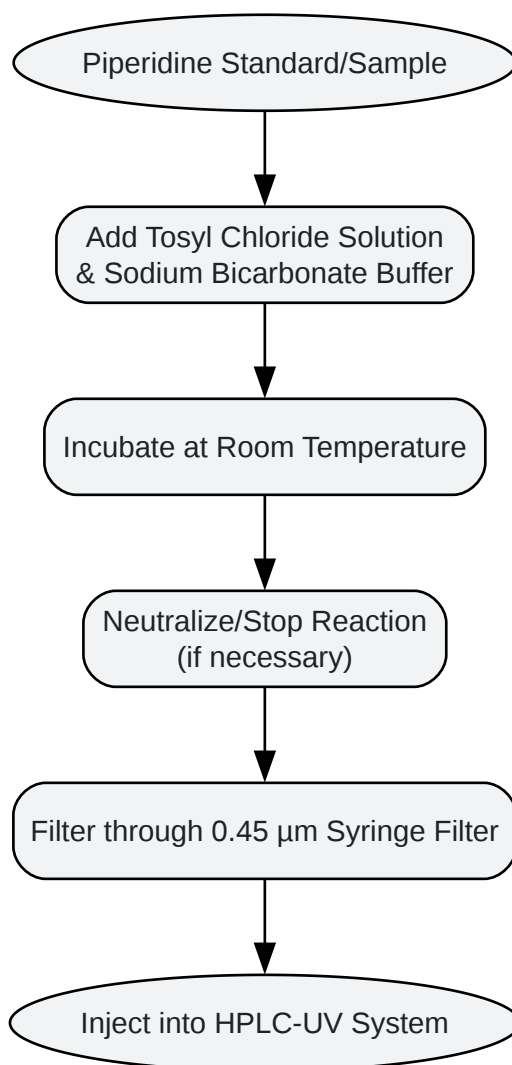 Piperidine Standard/Sample
Add Tosyl Chloride Solution
& Sodium Bicarbonate Buffer
Incubate at Room Temperature
Neutralize/Stop Reaction
(if necessary)
Filter through 0.45 µm Syringe Filter
Inject into HPLC-UV System